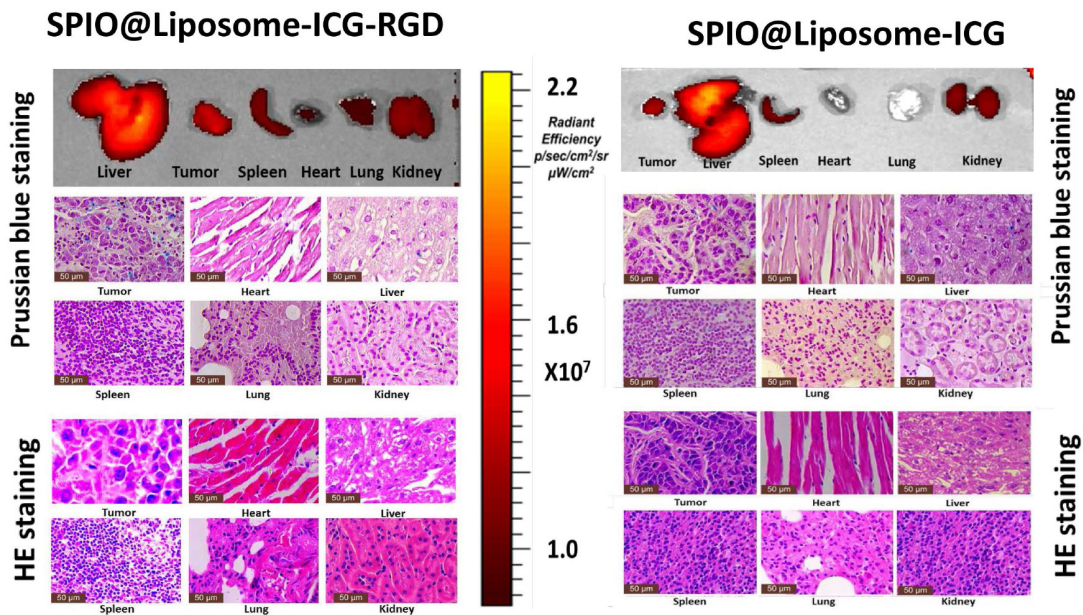 SPIO@Liposome-ICG-RGD
SPIO@Liposome-ICG
Prussian blue staining
Liver Tumor Spleen Heart Lung Kidney
50 µm 50 µm 50 µm
Tumor Heart Liver
50 µm 50 µm 50 µm
Spleen Lung Kidney
HE staining
50 µm 50 µm 50 µm
Tumor Heart Liver
50 µm 50 µm 50 µm
Spleen Lung Kidney
2.2
Radiant
Efficiency
p/sec/cm²/sr
µW/cm²
1.6
X10⁷
1.0
Tumor Liver Spleen Heart Lung Kidney
Prussian blue staining
50 µm 50 µm 50 µm
Tumor Heart Liver
50 µm 50 µm 50 µm
Spleen Lung Kidney
HE staining
50 µm 50 µm 50 µm
Tumor Heart Liver
50 µm 50 µm 50 µm
Spleen Lung Kidney